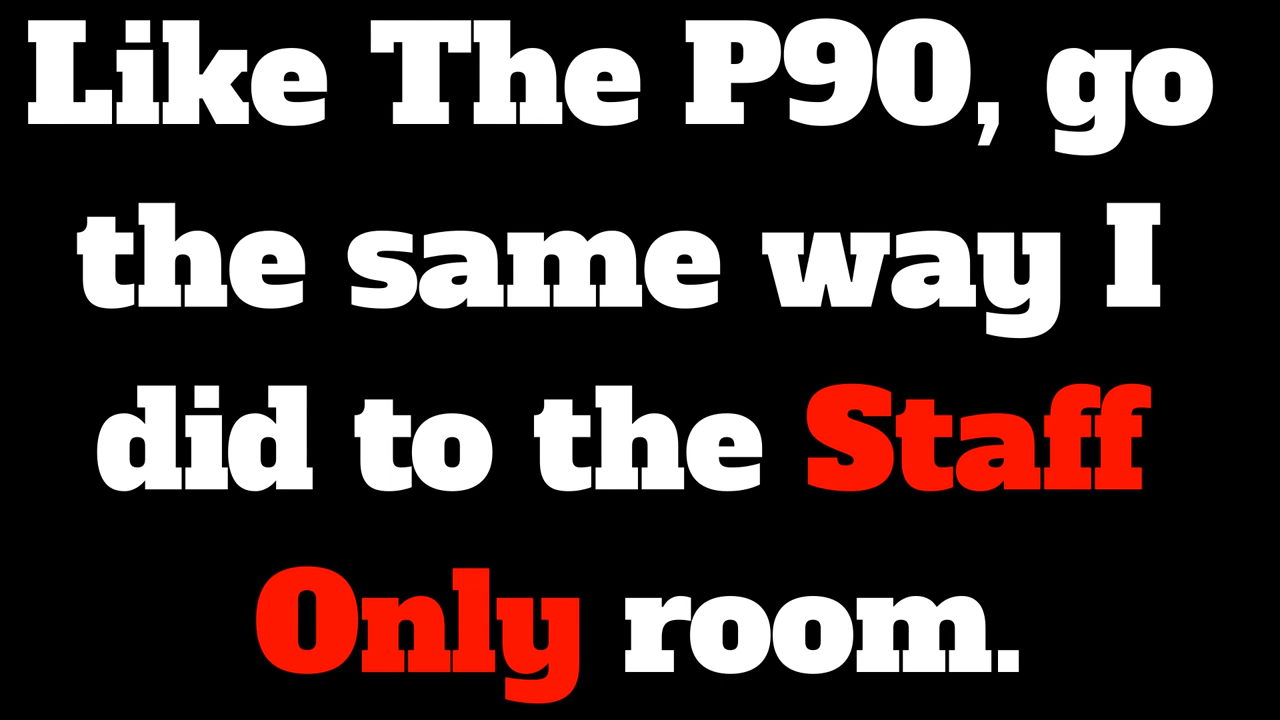 Like The P90, go
the same way I
did to the Staff
Only room.